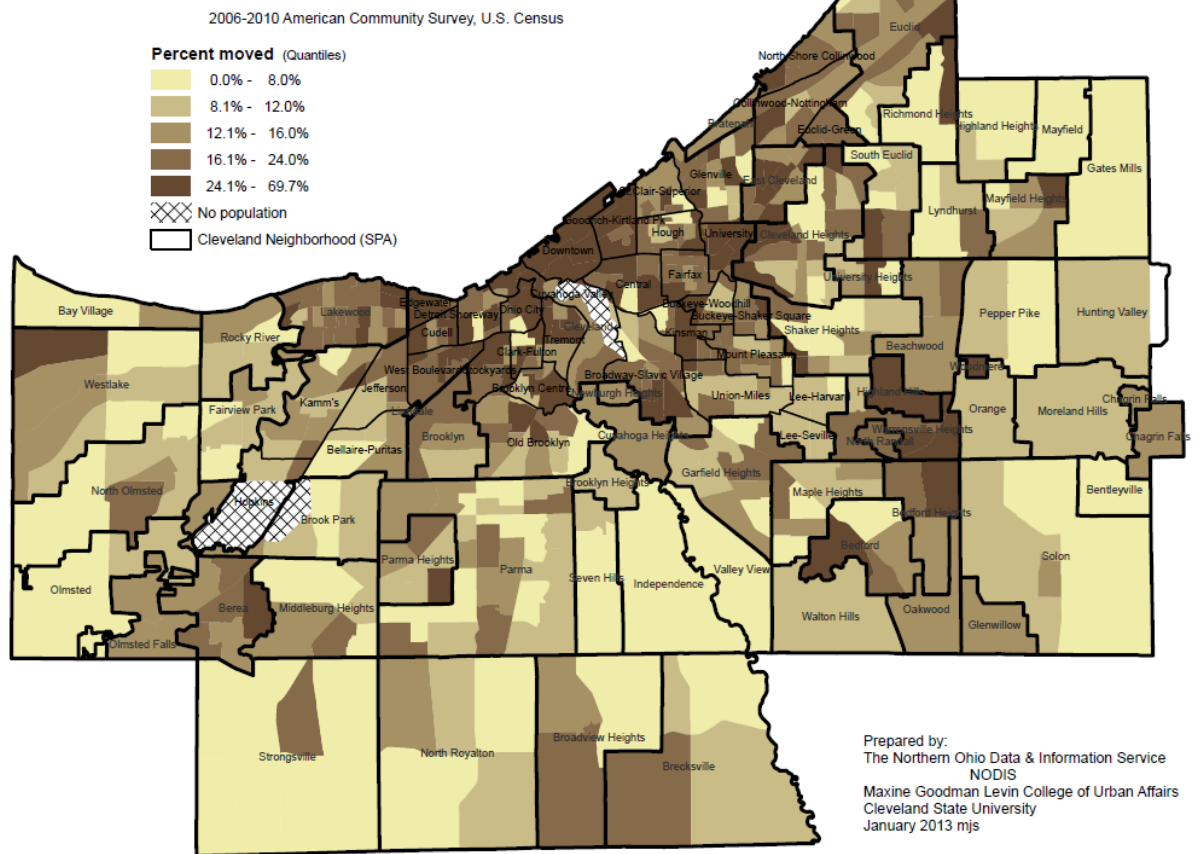 2006-2010 American Community Survey, U.S. Census
Percent moved (Quantiles)
0.0% - 8.0%
8.1% - 12.0%
12.1% - 16.0%
16.1% - 24.0%
24.1% - 69.7%
No population
Cleveland Neighborhood (SPA)
Euclid
North Shore Collinwood
Collinwood-Nottingham
Bratenahl
Euclid-Green
Richmond Heights
Highland Heights
Mayfield
Gates Mills
South Euclid
Glenville
East Cleveland
St.Clair-Superior
Lyndhurst
Mayfield Heights
Goodrich-Kirtland Pk
Hough
University
Cleveland Heights
Downtown
Fairfax
University Heights
Central
Cuyahoga Valley
Bay Village
Lakewood
Edgewater
Detroit Shoreway
Ohio City
Buckeye-Woodhill
Buckeye-Shaker Square
Pepper Pike
Hunting Valley
Rocky River
Cudell
Tremont
Cleveland
Kinsman
Shaker Heights
Beachwood
Clark-Fulton
Mount Pleasant
Woodmere
Westlake
Jefferson
West Boulevard
Stockyards
Brooklyn Centre
Broadway-Slavic Village
Newburgh Heights
Union-Miles
Lee-Harvard
Highland Hills
Orange
Moreland Hills
Chagrin Falls
Fairview Park
Kamm's
Linndale
Brooklyn
Old Brooklyn
Cuyahoga Heights
Lee-Seville
Warrensville Heights
North Randall
Chagrin Falls
Bellaire-Puritas
Garfield Heights
North Olmsted
Hopkins
Brook Park
Brooklyn Heights
Maple Heights
Bedford Heights
Bentleyville
Solon
Bedford
Parma Heights
Parma
Seven Hills
Independence
Valley View
Olmsted
Berea
Middleburg Heights
Walton Hills
Oakwood
Glenwillow
Olmsted Falls
Strongsville
North Royalton
Broadview Heights
Brecksville
Prepared by:
The Northern Ohio Data & Information Service
NODIS
Maxine Goodman Levin College of Urban Affairs
Cleveland State University
January 2013 mjs